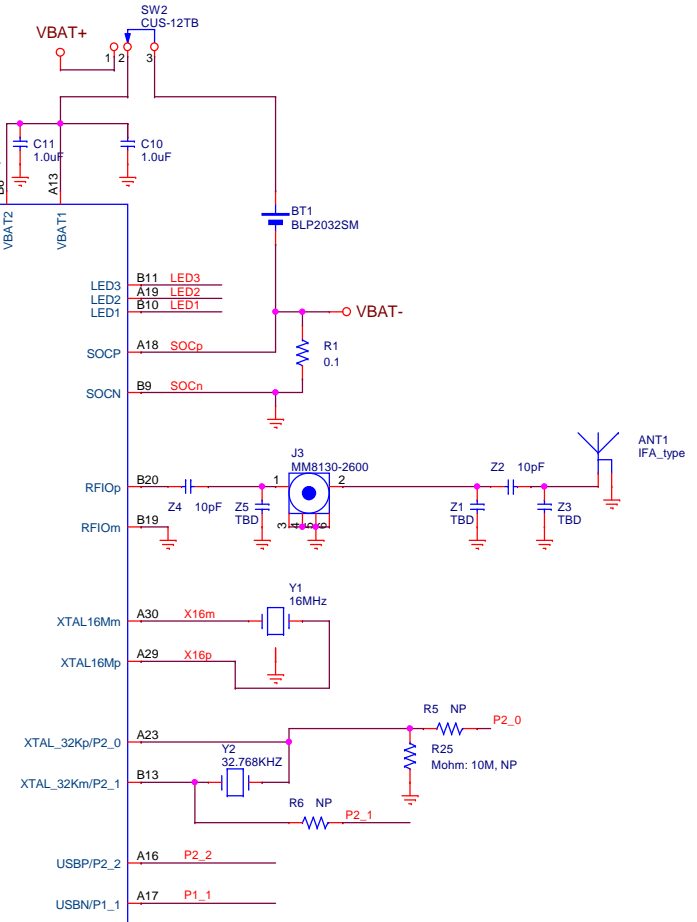 SW2
CUS-12TB
VBAT+
1
2
3
C11
1.0uF
C10
1.0uF
A13
VBAT2
VBAT1
BT1
BLP2032SM
LED3 B11 LED3
LED2 A19 LED2
LED1 B10 LED1
VBAT-
SOCP A18 SOCp
R1
0.1
SOCN B9 SOCn
ANT1
IFA_type
J3
MM8130-2600
RFIOp B20
Z4 10pF
Z5
TBD
1
2
3
4
5
6
Z1
TBD
Z2 10pF
Z3
TBD
RFIOm B19
Y1
16MHz
XTAL16Mm A30 X16m
XTAL16Mp A29 X16p
R5 NP
P2_0
XTAL_32Kp/P2_0 A23
R25
Mohm: 10M, NP
Y2
32.768KHZ
XTAL_32Km/P2_1 B13
R6 NP
P2_1
USBP/P2_2 A16 P2_2
USBN/P1_1 A17 P1_1